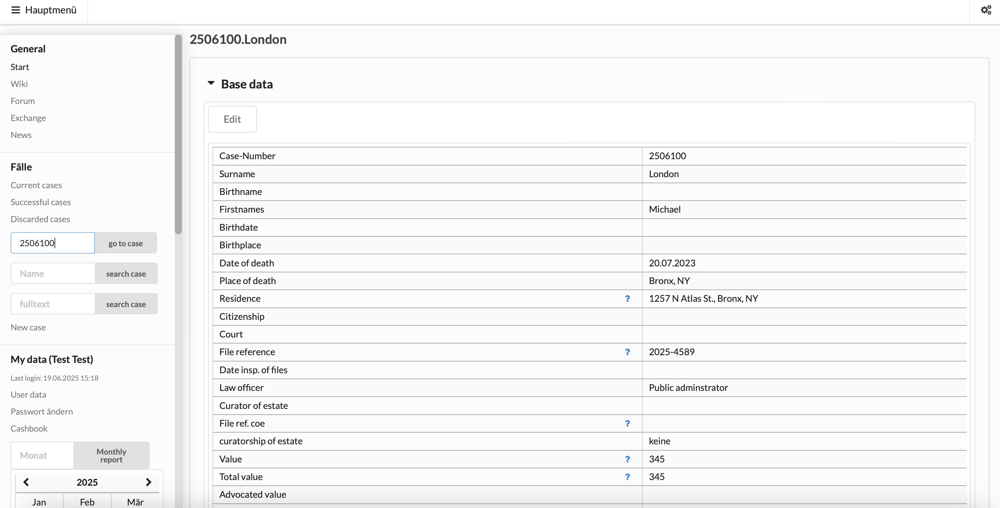 Hauptmenü
General
Start
Wiki
Forum
Exchange
News
Fälle
Current cases
Successful cases
Discarded cases
2506100 go to case
Name search case
fulltext search case
New case
My data (Test Test)
Last login: 19.06.2025 15:18
User data
Passwort ändern
Cashbook
Monat Monthly
report
2025
Jan Feb Mär
2506100.London
Base data
Edit
Case-Number 2506100
Surname London
Birthname
Firstnames Michael
Birthdate
Birthplace
Date of death 20.07.2023
Place of death Bronx, NY
Residence ? 1257 N Atlas St., Bronx, NY
Citizenship
Court
File reference ? 2025-4589
Date insp. of files
Law officer Public adminstrator
Curator of estate
File ref. coe ?
curatorship of estate keine
Value ? 345
Total value ? 345
Advocated value